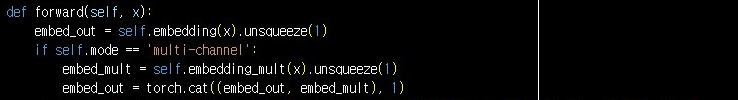 def forward(self, x):
    embed_out = self.embedding(x).unsqueeze(1)
    if self.mode == 'multi-channel':
        embed_mult = self.embedding_mult(x).unsqueeze(1)
        embed_out = torch.cat((embed_out, embed_mult), 1)